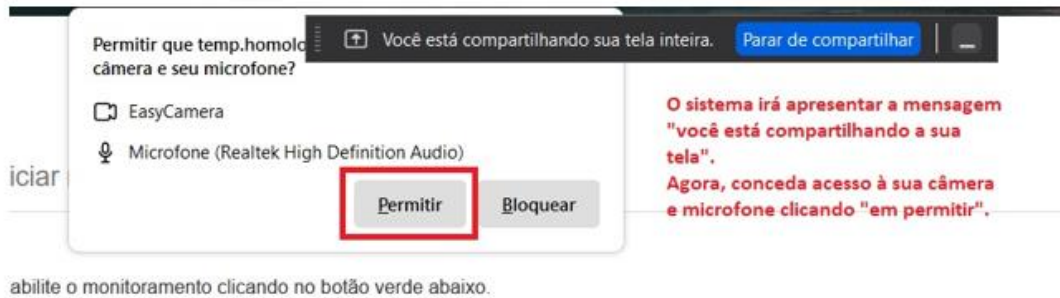 Permitir que temp.homolo
câmera e seu microfone?
Você está compartilhando sua tela inteira. Parar de compartilhar
EasyCamera
Microfone (Realtek High Definition Audio)
Permitir Bloquear
O sistema irá apresentar a mensagem
"você está compartilhando a sua
tela".
Agora, conceda acesso à sua câmera
e microfone clicando "em permitir".
iciar
abilite o monitoramento clicando no botão verde abaixo.